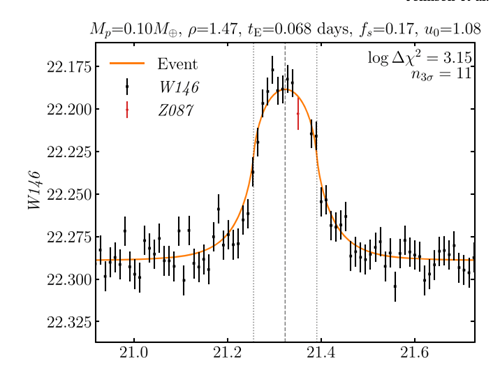 M_p=0.10M_⊕, ρ=1.47, t_E=0.068 days, f_s=0.17, u_0=1.08
log Δχ² = 3.15
n_3σ = 11
Event
W146
Z087
W146
22.175
22.200
22.225
22.250
22.275
22.300
22.325
21.0 21.2 21.4 21.6